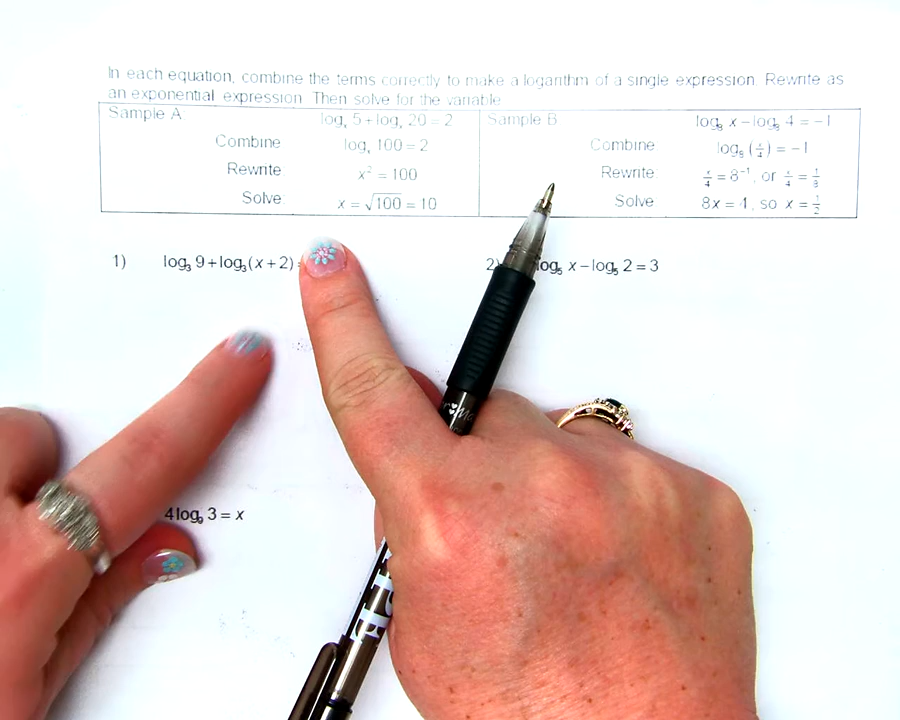 In each equation, combine the terms correctly to make a logarithm of a single expression. Rewrite as
an exponential expression. Then solve for the variable.
Sample A:
logₓ 5 + logₓ 20 = 2
Combine:
logₓ 100 = 2
Rewrite:
x² = 100
Solve:
x = √100 = 10
Sample B
log₈ x − log₈ 4 = −1
Combine:
log₈ (x/4) = −1
Rewrite:
x/4 = 8⁻¹, or x/4 = 1/8
Solve
8x = 4, so x = 1/2
1) log₃ 9 + log₃(x + 2)
2) log₅ x − log₅ 2 = 3
4log₉ 3 = x